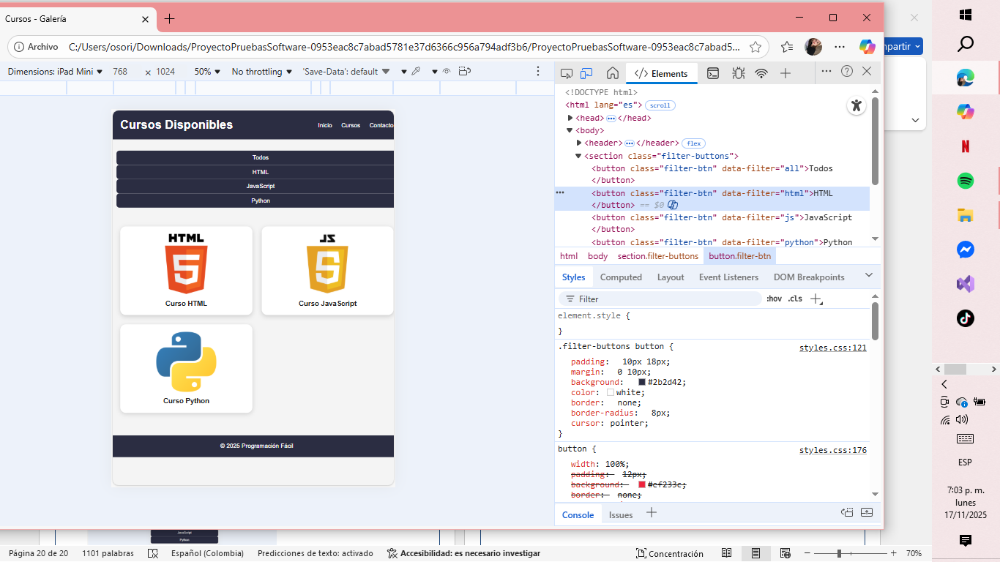 Cursos - Galería
Archivo C:/Users/osori/Downloads/ProyectoPruebasSoftware-0953eac8c7abad5781e37d6366c956a794adf3b6/ProyectoPruebasSoftware-0953eac8c7abad5...
mpartir
Dimensions: iPad Mini 768 × 1024 50% No throttling 'Save-Data': default
Elements
Cursos Disponibles Inicio Cursos Contacto
Todos
HTML
JavaScript
Python
HTML
Curso HTML
JS
Curso JavaScript
Curso Python
© 2025 Programación Fácil
<!DOCTYPE html>
<html lang="es"> scroll
<head> ••• </head>
<body>
<header> ••• </header> flex
<section class="filter-buttons">
<button class="filter-btn" data-filter="all">Todos
</button>
<button class="filter-btn" data-filter="html">HTML
</button> == $0
<button class="filter-btn" data-filter="js">JavaScript
</button>
<button class="filter-btn" data-filter="python">Python
html body section.filter-buttons button.filter-btn
Styles Computed Layout Event Listeners DOM Breakpoints
Filter :hov .cls
element.style {
}
.filter-buttons button { styles.css:121
padding: 10px 18px;
margin: 0 10px;
background: #2b2d42;
color: white;
border: none;
border-radius: 8px;
cursor: pointer;
}
button { styles.css:176
width: 100%;
padding: 12px;
background: #ef233c;
border: none;
Console Issues
JavaScript
Python
Página 20 de 20 1101 palabras Español (Colombia) Predicciones de texto: activado Accesibilidad: es necesario investigar Concentración 70%
ESP
7:03 p. m.
lunes
17/11/2025